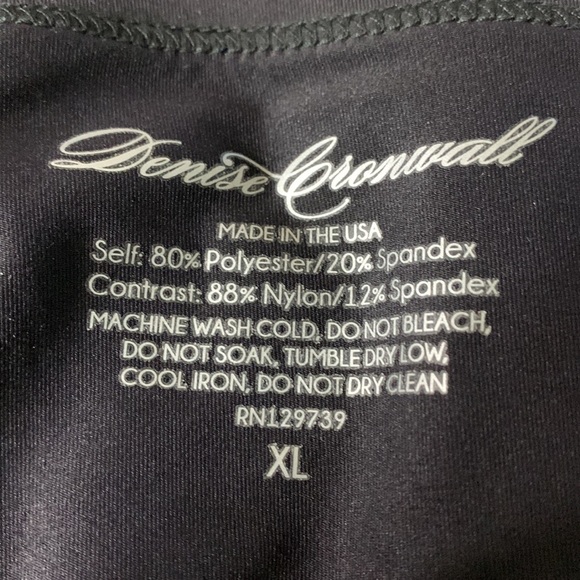 Denise Cronwall
MADE IN THE USA
Self: 80% Polyester/20% Spandex
Contrast: 88% Nylon/12% Spandex
MACHINE WASH COLD, DO NOT BLEACH,
DO NOT SOAK, TUMBLE DRY LOW,
COOL IRON, DO NOT DRY CLEAN
RN129739
XL